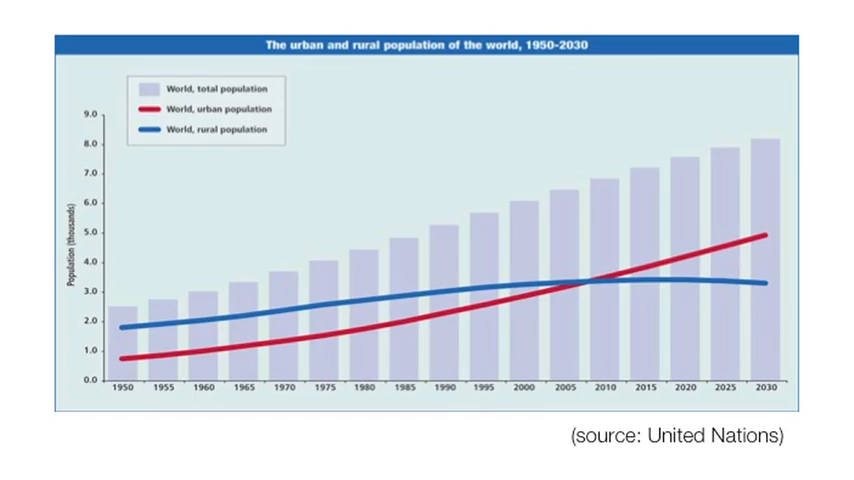 The urban and rural population of the world, 1950-2030
World, total population
World, urban population
World, rural population
Population (thousands)
9.0
8.0
7.0
6.0
5.0
4.0
3.0
2.0
1.0
0.0
1950 1955 1960 1965 1970 1975 1980 1985 1990 1995 2000 2005 2010 2015 2020 2025 2030
(source: United Nations)